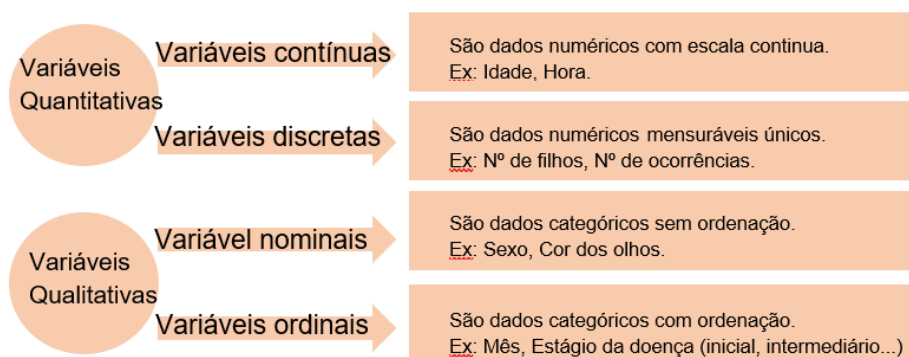 Variáveis
Quantitativas
Variáveis contínuas
São dados numéricos com escala continua.
Ex: Idade, Hora.
Variáveis discretas
São dados numéricos mensuráveis únicos.
Ex: Nº de filhos, Nº de ocorrências.
Variáveis
Qualitativas
Variável nominais
São dados categóricos sem ordenação.
Ex: Sexo, Cor dos olhos.
Variáveis ordinais
São dados categóricos com ordenação.
Ex: Mês, Estágio da doença (inicial, intermediário...)